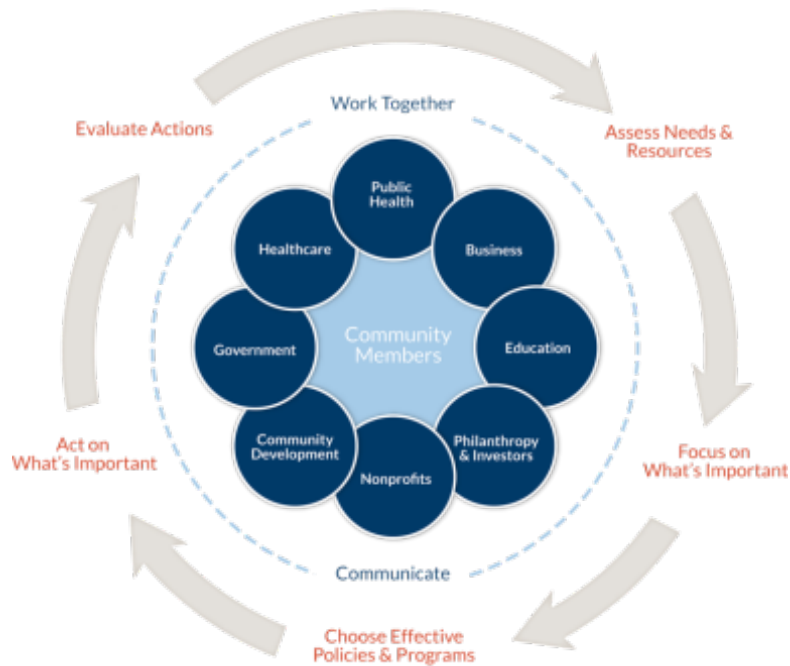 Work Together
Evaluate Actions
Assess Needs &
Resources
Public
Health
Healthcare
Business
Government
Community
Members
Education
Act on
What's Important
Community
Development
Nonprofits
Philanthropy
& Investors
Focus on
What's Important
Communicate
Choose Effective
Policies & Programs